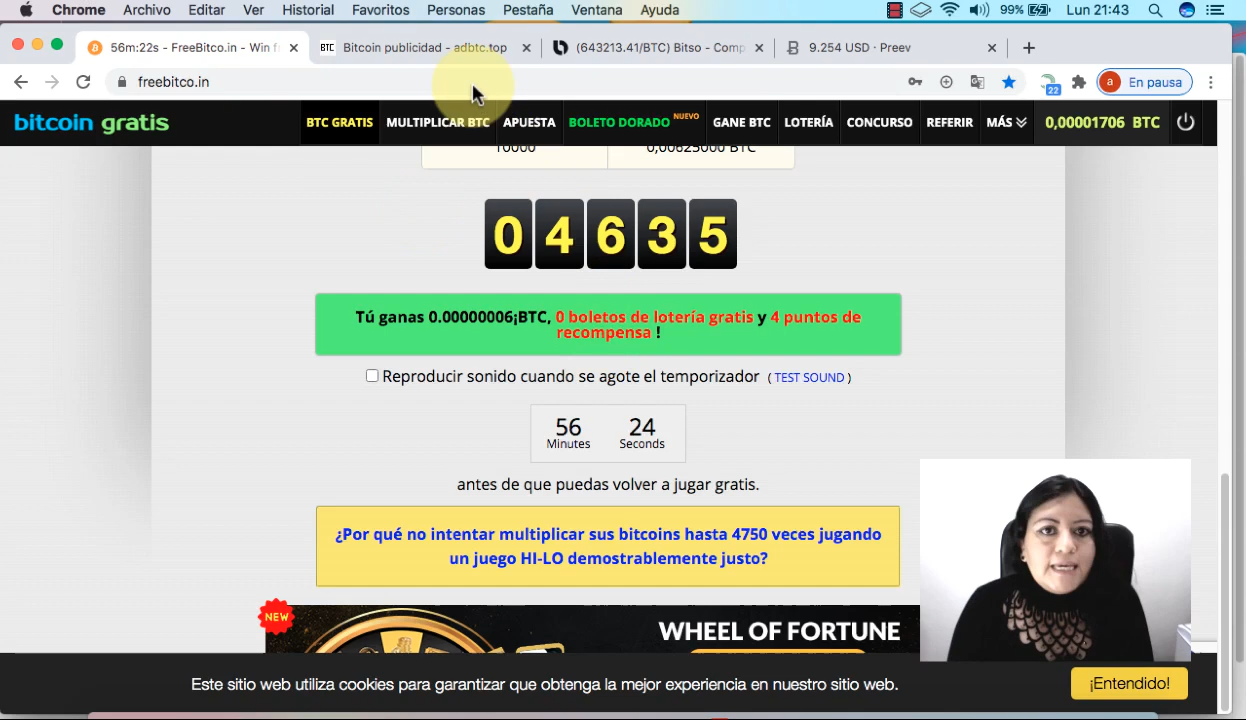 Chrome Archivo Editar Ver Historial Favoritos Personas Pestaña Ventana Ayuda 99% Lun 21:43
56m:22s - FreeBitco.in - Win f BTC Bitcoin publicidad - adbtc.top (643213.41/BTC) Bitso - Comp 9.254 USD · Preev
freebitco.in a En pausa
22
bitcoin gratis BTC GRATIS MULTIPLICAR BTC APUESTA BOLETO DORADO NUEVO GANE BTC LOTERÍA CONCURSO REFERIR MÁS 0,00001706 BTC
10000 0,00625000 BTC
0 4 6 3 5
Tú ganas 0.00000006¡BTC, 0 boletos de lotería gratis y 4 puntos de
recompensa !
Reproducir sonido cuando se agote el temporizador ( TEST SOUND )
56 24
Minutes Seconds
antes de que puedas volver a jugar gratis.
¿Por qué no intentar multiplicar sus bitcoins hasta 4750 veces jugando
un juego HI-LO demostrablemente justo?
NEW
WHEEL OF FORTUNE
Este sitio web utiliza cookies para garantizar que obtenga la mejor experiencia en nuestro sitio web. ¡Entendido!